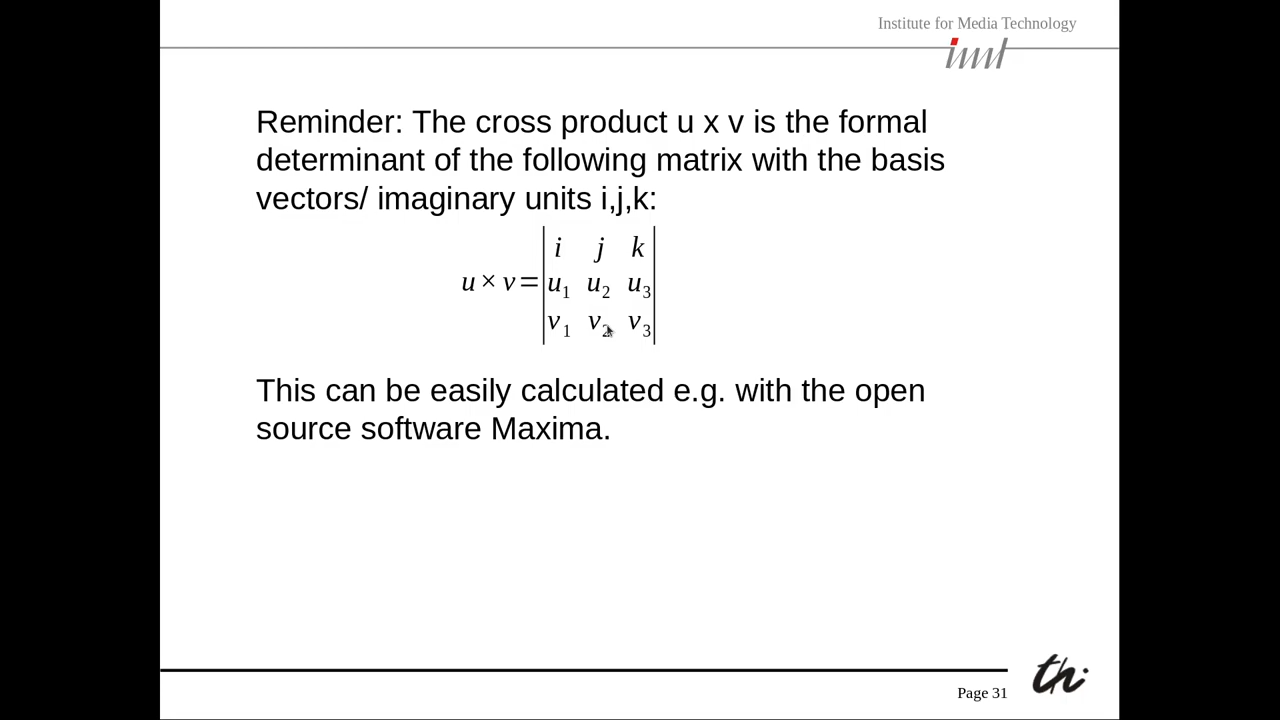 Institute for Media Technology
iml
Reminder: The cross product u x v is the formal
determinant of the following matrix with the basis
vectors/ imaginary units i,j,k:
i j k
u × v = u₁ u₂ u₃
v₁ v₂ v₃
This can be easily calculated e.g. with the open
source software Maxima.
th
Page 31